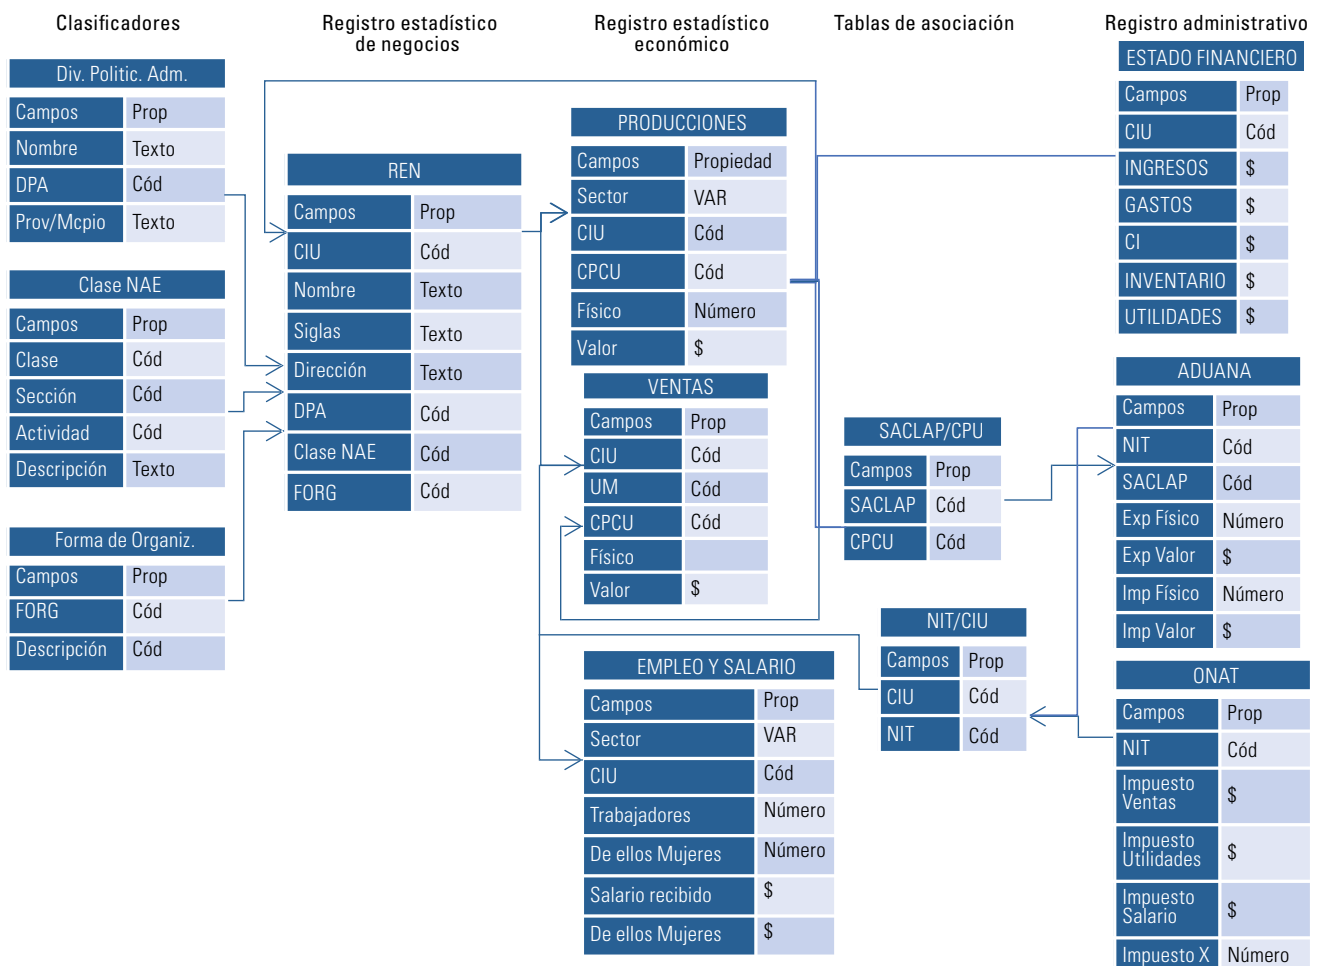 Clasificadores
Registro estadístico
de negocios
Registro estadístico
económico
Tablas de asociación
Registro administrativo
Div. Politic. Adm.
Campos Prop
Nombre Texto
DPA Cód
Prov/Mcpio Texto
Clase NAE
Campos Prop
Clase Cód
Sección Cód
Actividad Cód
Descripción Texto
Forma de Organiz.
Campos Prop
FORG Cód
Descripción Cód
REN
Campos Prop
CIU Cód
Nombre Texto
Siglas Texto
Dirección Texto
DPA Cód
Clase NAE Cód
FORG Cód
PRODUCCIONES
Campos Propiedad
Sector VAR
CIU Cód
CPCU Cód
Físico Número
Valor $
VENTAS
Campos Prop
CIU Cód
UM Cód
CPCU Cód
Físico
Valor $
EMPLEO Y SALARIO
Campos Prop
Sector VAR
CIU Cód
Trabajadores Número
De ellos Mujeres Número
Salario recibido $
De ellos Mujeres $
SACLAP/CPU
Campos Prop
SACLAP Cód
CPCU Cód
NIT/CIU
Campos Prop
CIU Cód
NIT Cód
ESTADO FINANCIERO
Campos Prop
CIU Cód
INGRESOS $
GASTOS $
CI $
INVENTARIO $
UTILIDADES $
ADUANA
Campos Prop
NIT Cód
SACLAP Cód
Exp Físico Número
Exp Valor $
Imp Físico Número
Imp Valor $
ONAT
Campos Prop
NIT Cód
Impuesto
Ventas $
Impuesto
Utilidades $
Impuesto
Salario $
Impuesto X Número